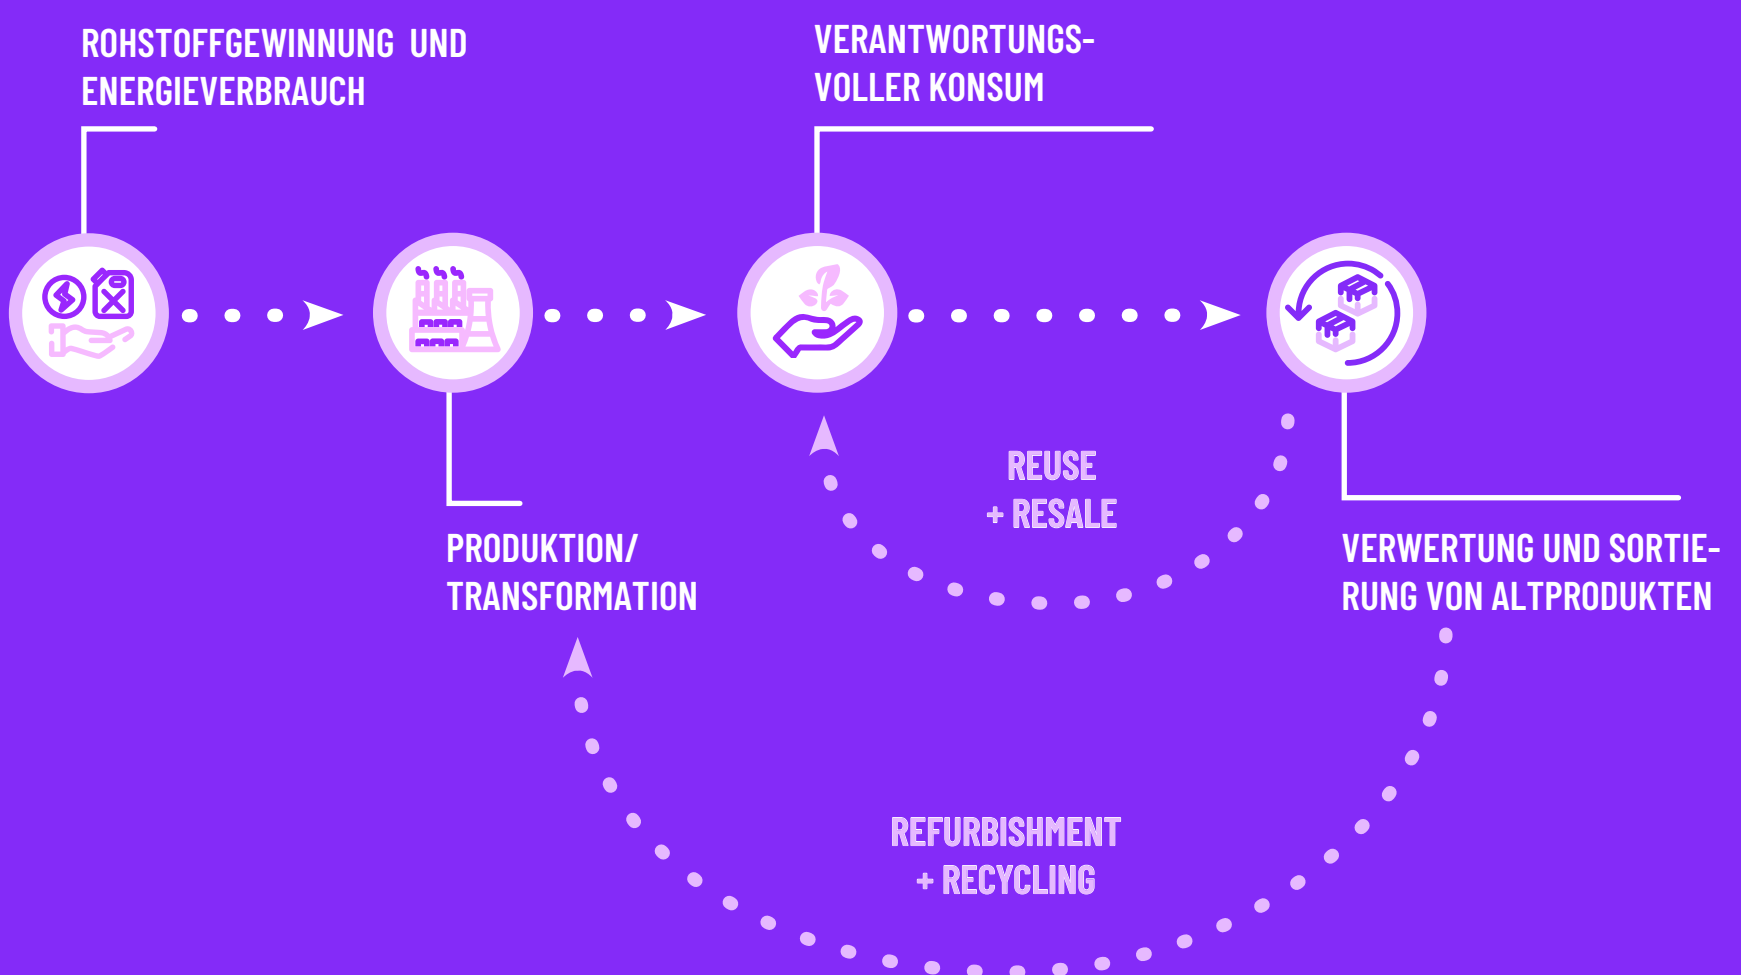 ROHSTOFFGEWINNUNG UND
ENERGIEVERBRAUCH
VERANTWORTUNGS-
VOLLER KONSUM
REUSE
+ RESALE
PRODUKTION/
TRANSFORMATION
VERWERTUNG UND SORTIE-
RUNG VON ALTPRODUKTEN
REFURBISHMENT
+ RECYCLING